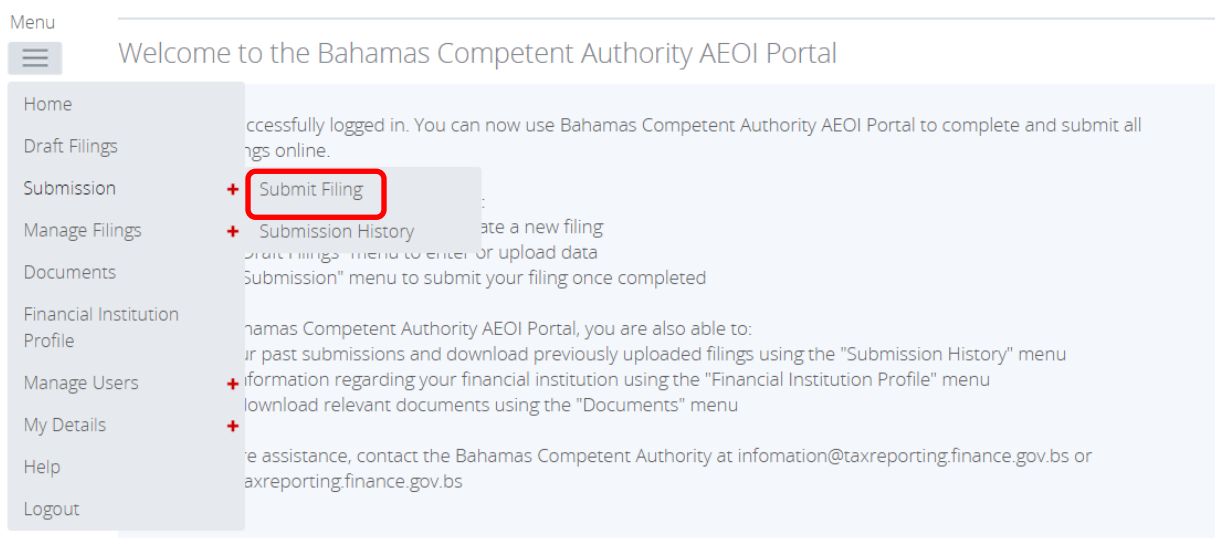 Menu
Welcome to the Bahamas Competent Authority AEOI Portal
Home
Draft Filings
Submission
Manage Filings
Documents
Financial Institution
Profile
Manage Users
My Details
Help
Logout
Submit Filing
Submission History
ccessfully logged in. You can now use Bahamas Competent Authority AEOI Portal to complete and submit all
ngs online.
:
ate a new filing
Draft Filings" menu to enter or upload data
Submission" menu to submit your filing once completed
hamas Competent Authority AEOI Portal, you are also able to:
ur past submissions and download previously uploaded filings using the "Submission History" menu
nformation regarding your financial institution using the "Financial Institution Profile" menu
download relevant documents using the "Documents" menu
re assistance, contact the Bahamas Competent Authority at infomation@taxreporting.finance.gov.bs or
axreporting.finance.gov.bs